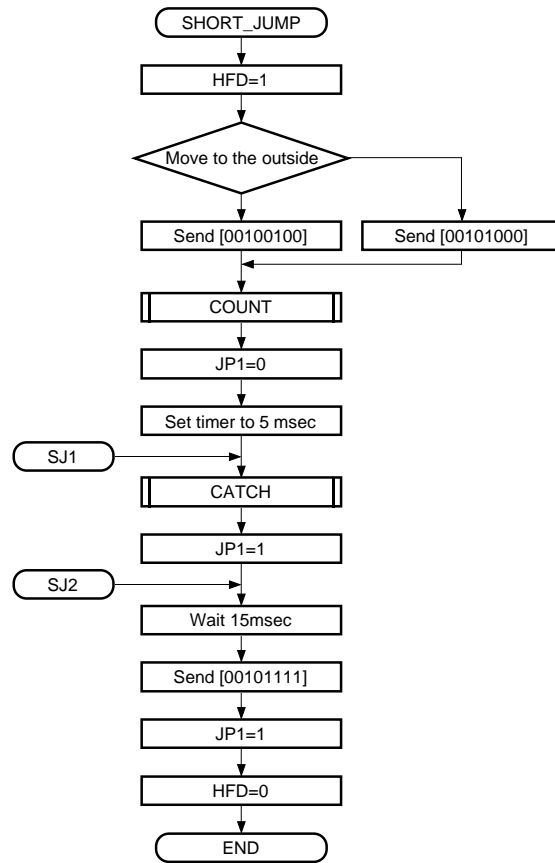 SHORT_JUMP
HFD=1
Move to the outside
Send [00100100]
Send [00101000]
COUNT
JP1=0
Set timer to 5 msec
SJ1
CATCH
JP1=1
SJ2
Wait 15msec
Send [00101111]
JP1=1
HFD=0
END